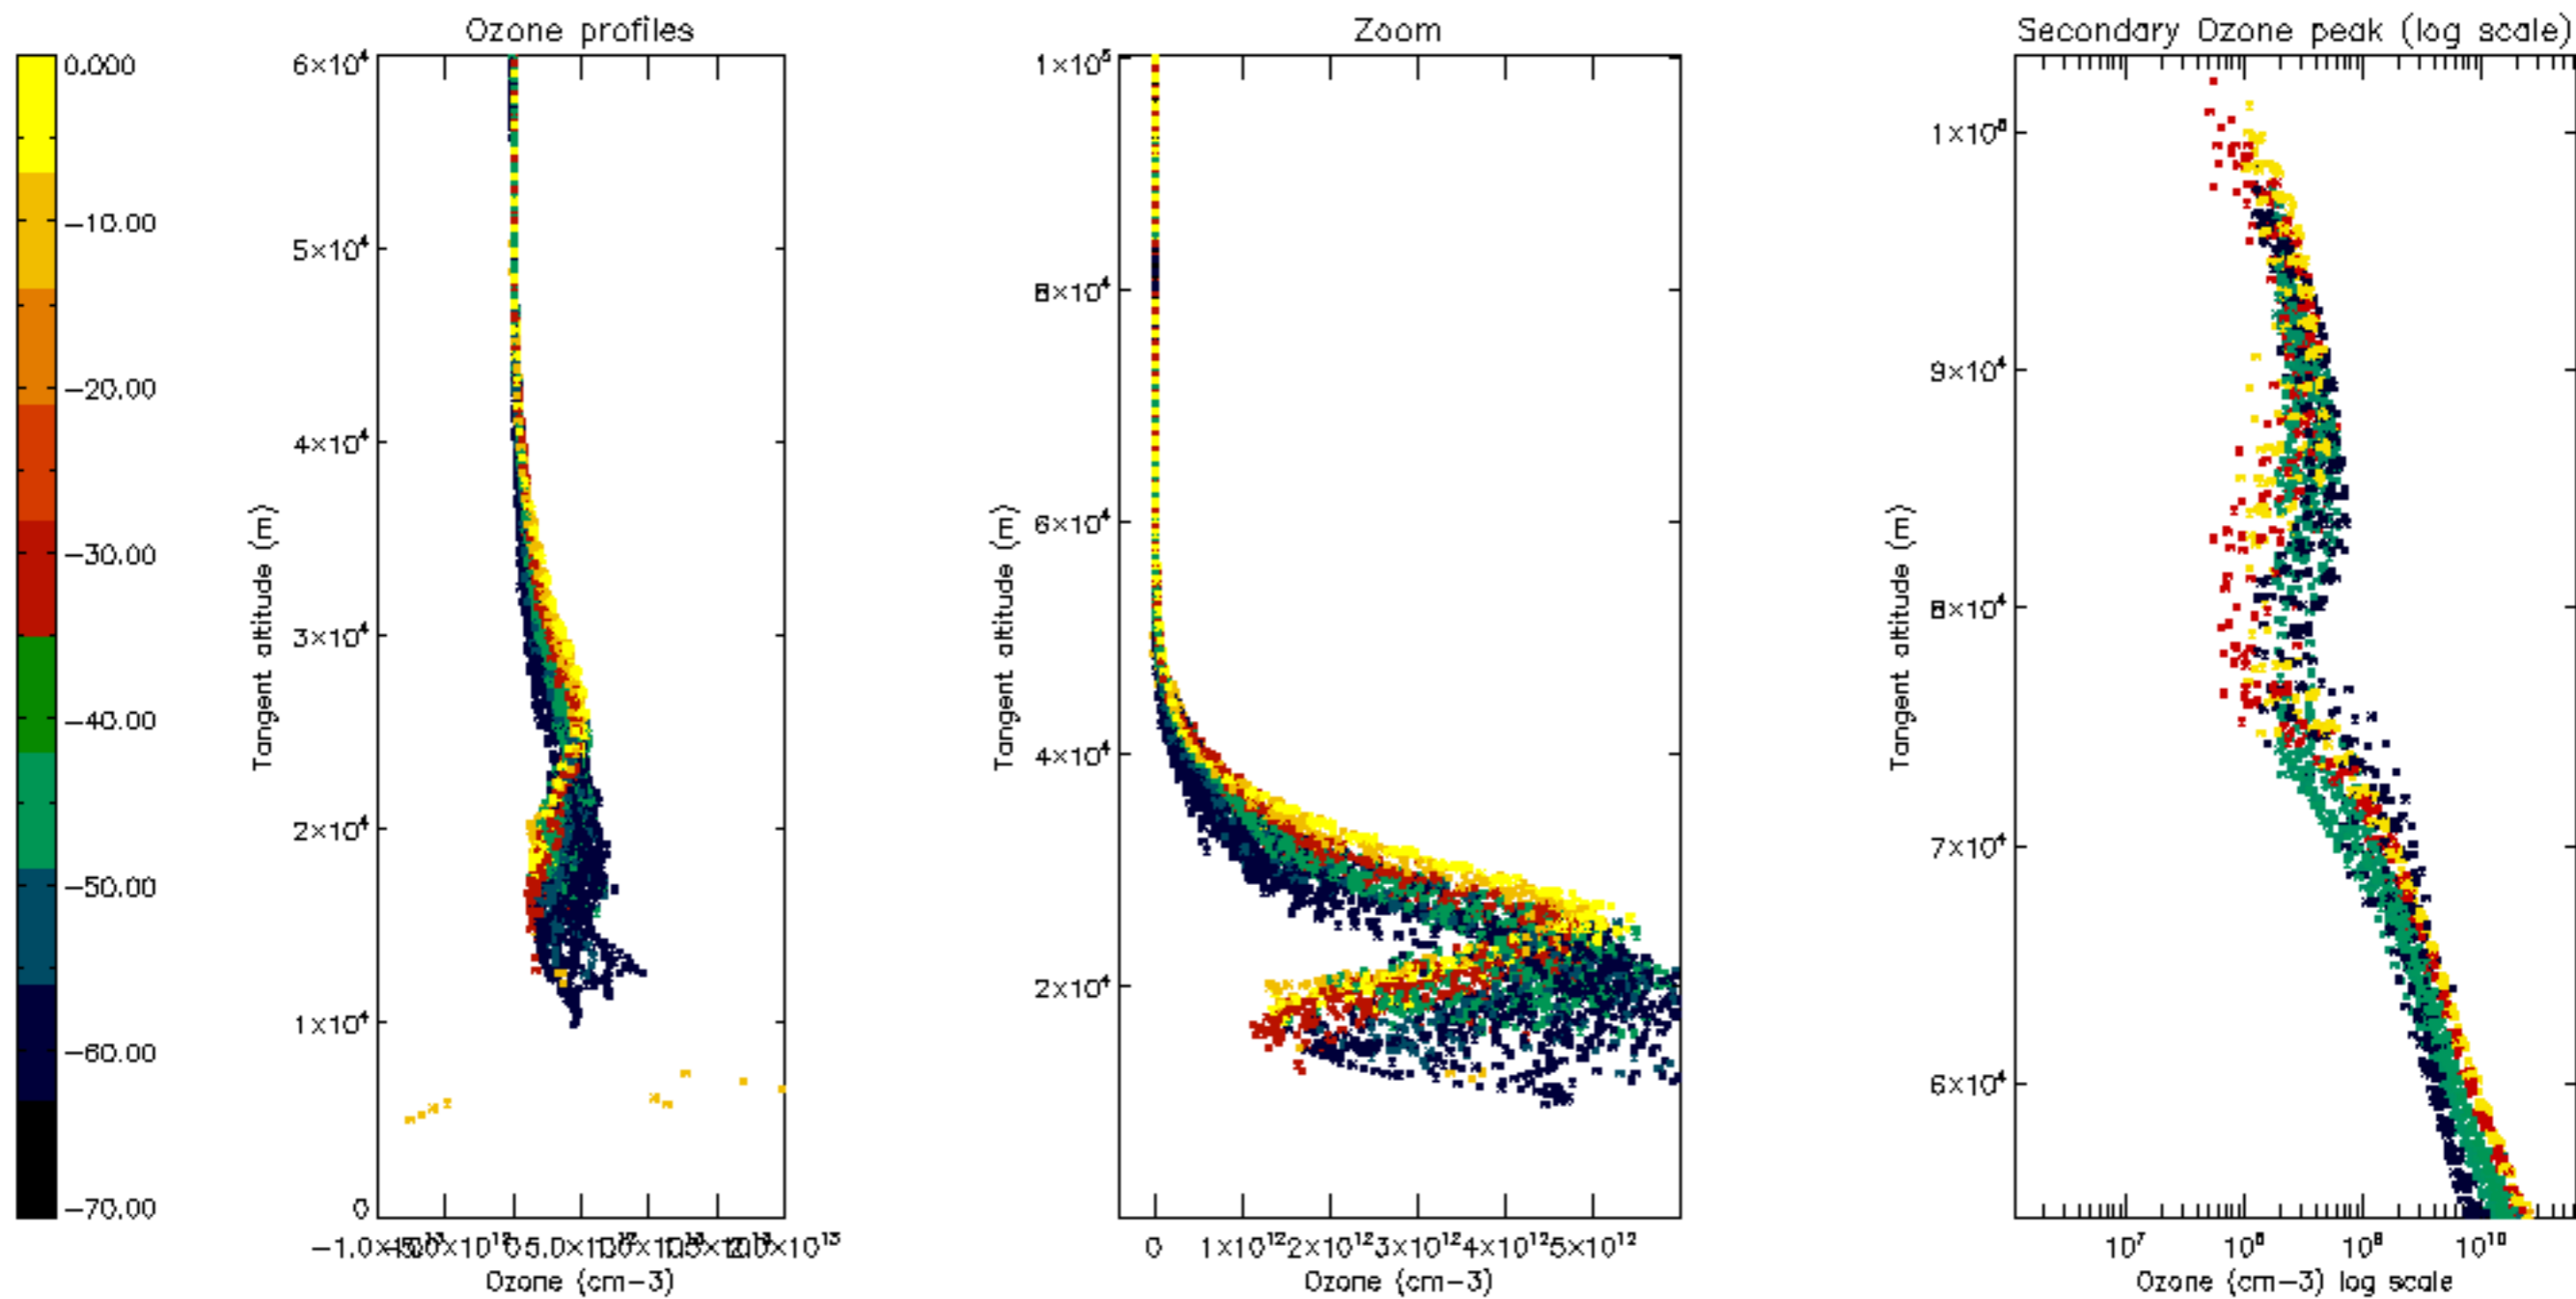 Ozone profiles
Zoom
Secondary Ozone peak (log scale)
0.000
-10.00
-20.00
-30.00
-40.00
-50.00
-60.00
-70.00
6×10⁴
5×10⁴
4×10⁴
3×10⁴
2×10⁴
1×10⁴
0
Tangent altitude (m)
Ozone (cm-3)
1×10⁵
8×10⁴
6×10⁴
4×10⁴
2×10⁴
Tangent altitude (m)
0 1×10¹² 2×10¹² 3×10¹² 4×10¹² 5×10¹²
Ozone (cm-3)
9×10⁴
8×10⁴
7×10⁴
6×10⁴
Tangent altitude (m)
10⁷ 10⁸ 10⁹ 10¹⁰
Ozone (cm-3) log scale